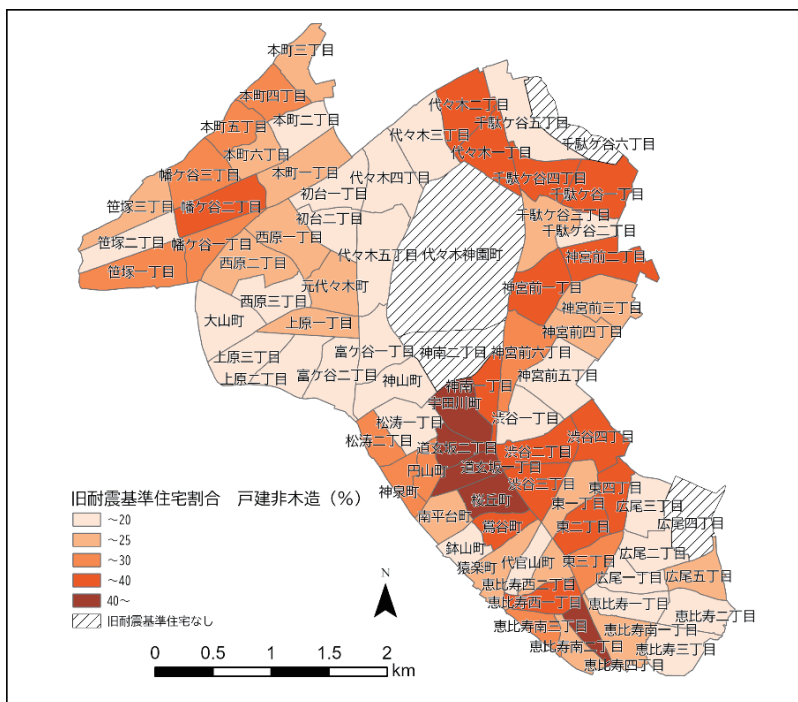 本町三丁目
本町四丁目
本町二丁目
本町五丁目
本町六丁目
本町一丁目
幡ケ谷三丁目
幡ケ谷二丁目
幡ケ谷一丁目
笹塚三丁目
笹塚二丁目
笹塚一丁目
代々木二丁目
代々木三丁目
代々木一丁目
代々木四丁目
代々木五丁目
代々木神園町
千駄ケ谷五丁目
千駄ケ谷六丁目
千駄ケ谷四丁目
千駄ケ谷一丁目
千駄ケ谷三丁目
千駄ケ谷二丁目
初台一丁目
初台二丁目
西原一丁目
西原二丁目
西原三丁目
元代々木町
大山町
上原一丁目
上原三丁目
上原二丁目
富ケ谷一丁目
富ケ谷二丁目
神宮前二丁目
神宮前一丁目
神宮前三丁目
神宮前四丁目
神宮前六丁目
神宮前五丁目
神南二丁目
神南一丁目
神山町
宇田川町
松涛一丁目
松涛二丁目
渋谷一丁目
渋谷四丁目
渋谷二丁目
渋谷三丁目
道玄坂二丁目
道玄坂一丁目
円山町
神泉町
桜丘町
南平台町
鶯谷町
鉢山町
猿楽町
代官山町
東四丁目
東一丁目
東二丁目
東三丁目
広尾三丁目
広尾四丁目
広尾二丁目
広尾一丁目
広尾五丁目
恵比寿西二丁目
恵比寿西一丁目
恵比寿一丁目
恵比寿二丁目
恵比寿南三丁目
恵比寿南一丁目
恵比寿南二丁目
恵比寿三丁目
恵比寿四丁目
旧耐震基準住宅割合 戸建非木造（%）
～20
～25
～30
～40
40～
旧耐震基準住宅なし
N
0 0.5 1 1.5 2
km